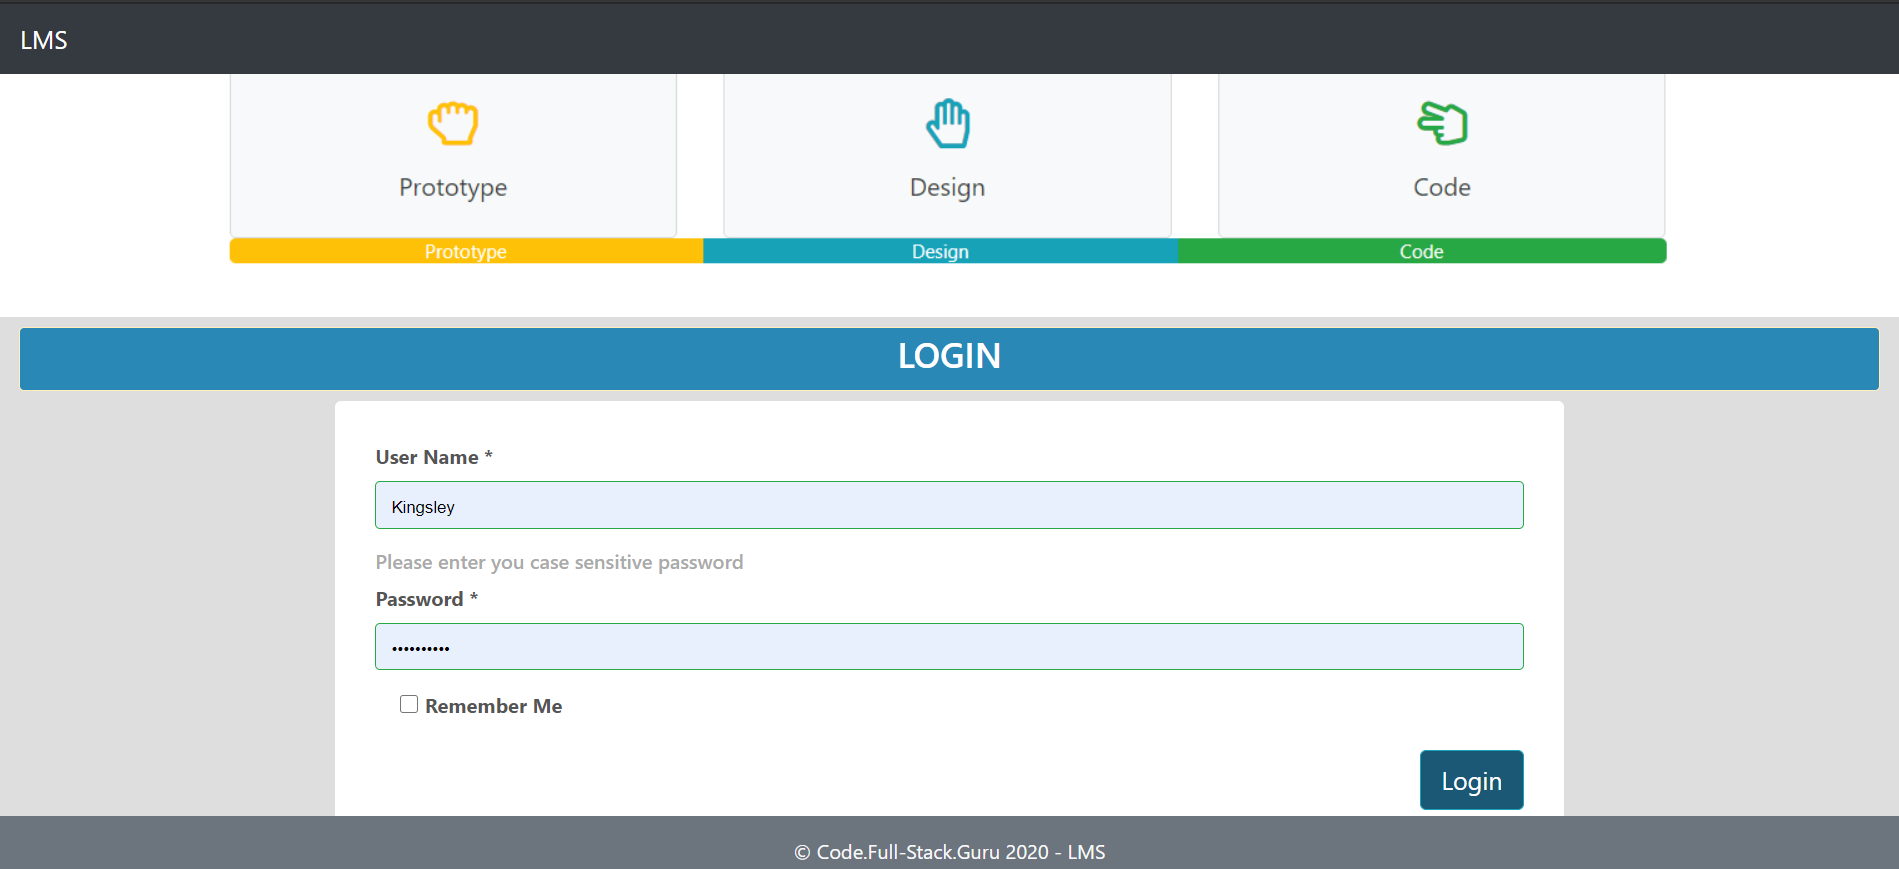 LMS
Prototype Design Code
Prototype Design Code
LOGIN
User Name *
Kingsley
Please enter you case sensitive password
Password *
••••••••••
Remember Me
Login
© Code.Full-Stack.Guru 2020 - LMS